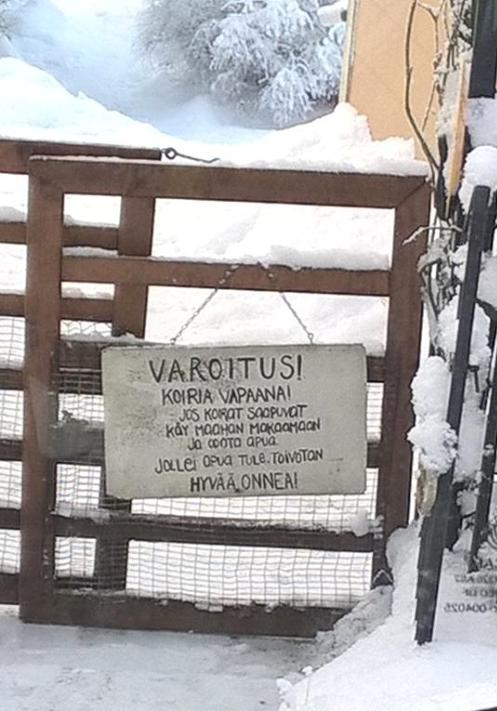 VAROITUS!
KOIRIA VAPAANA!
JOS KOIRAT SAAPUVAT
KÄY MAAHAN MAKAAMAAN
JA ODOTA APUA.
JOLLEI APUA TULE, TOIVOTAN
HYVÄÄ ONNEA!